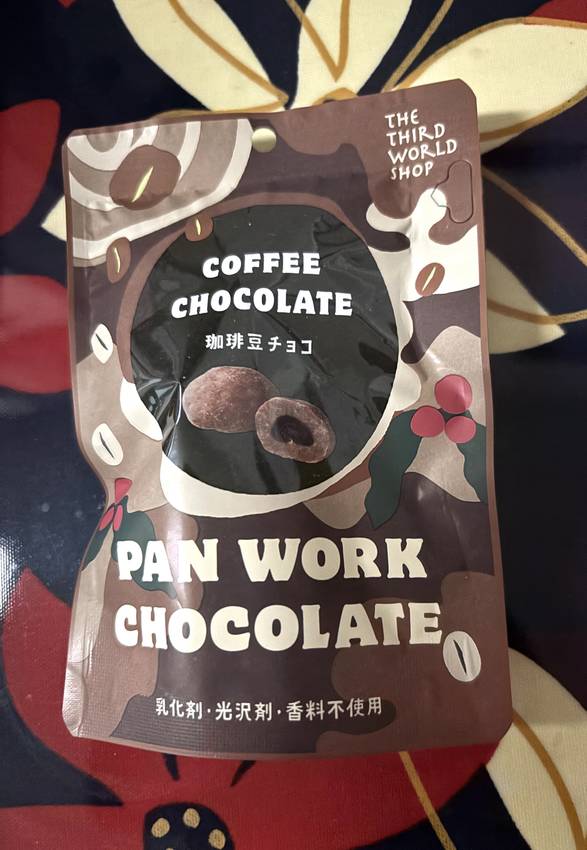 THE
THIRD
WORLD
SHOP
COFFEE
CHOCOLATE
珈琲豆チョコ
PAN WORK
CHOCOLATE
乳化剤・光沢剤・香料不使用